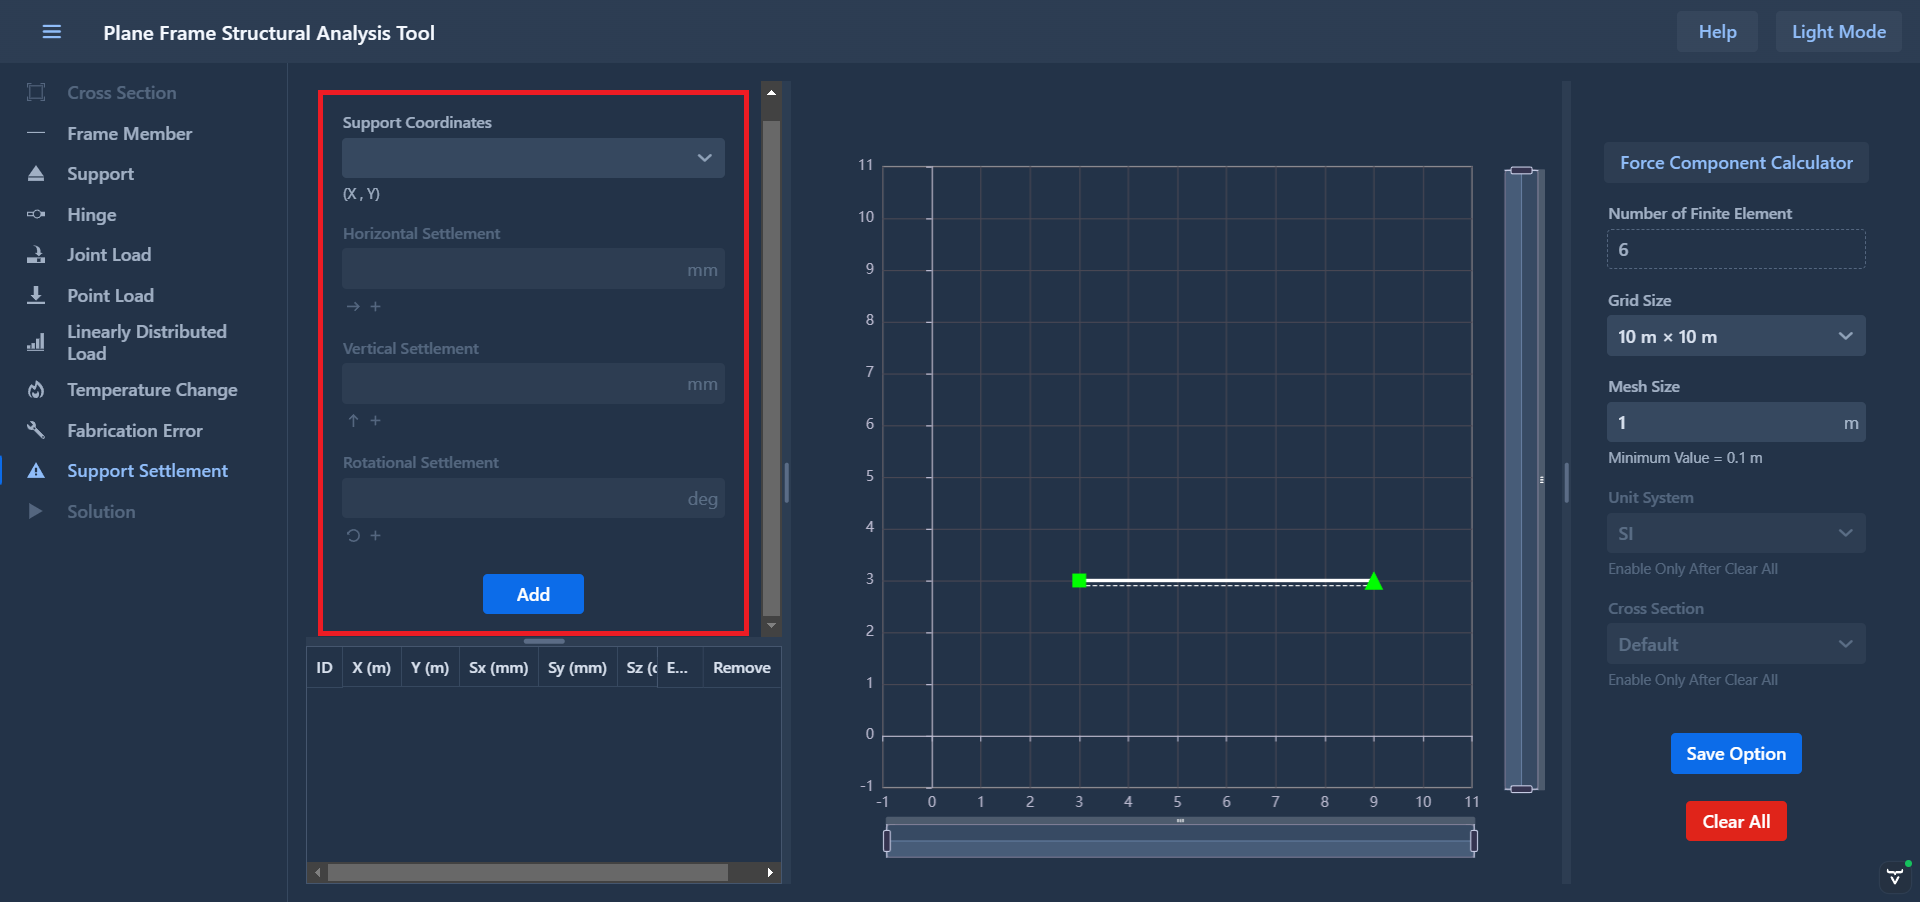 Plane Frame Structural Analysis Tool
Help
Light Mode
Cross Section
Frame Member
Support
Hinge
Joint Load
Point Load
Linearly Distributed
Load
Temperature Change
Fabrication Error
Support Settlement
Solution
Support Coordinates
(X , Y)
Horizontal Settlement
mm
Vertical Settlement
mm
Rotational Settlement
deg
Add
ID X (m) Y (m) Sx (mm) Sy (mm) Sz (c E... Remove
11
10
9
8
7
6
5
4
3
2
1
0
-1
-1 0 1 2 3 4 5 6 7 8 9 10 11
Force Component Calculator
Number of Finite Element
6
Grid Size
10 m × 10 m
Mesh Size
1 m
Minimum Value = 0.1 m
Unit System
SI
Enable Only After Clear All
Cross Section
Default
Enable Only After Clear All
Save Option
Clear All